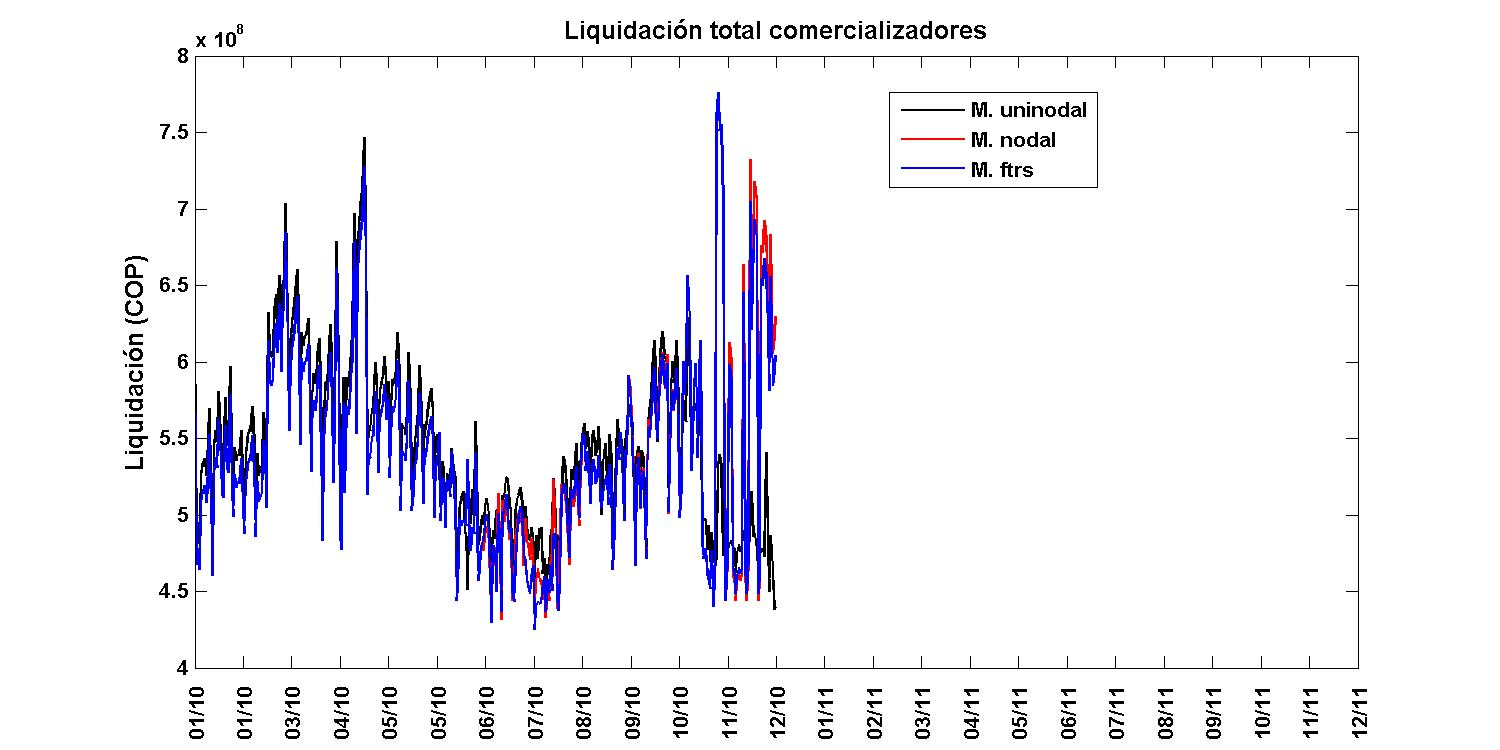 Liquidación total comercializadores
x 10⁸
8
7.5
7
6.5
6
5.5
5
4.5
4
Liquidación (COP)
M. uninodal
M. nodal
M. ftrs
01/10 01/10 03/10 04/10 05/10 05/10 06/10 07/10 08/10 09/10 10/10 11/10 12/10 01/11 02/11 03/11 04/11 05/11 06/11 07/11 08/11 09/11 10/11 11/11 12/11